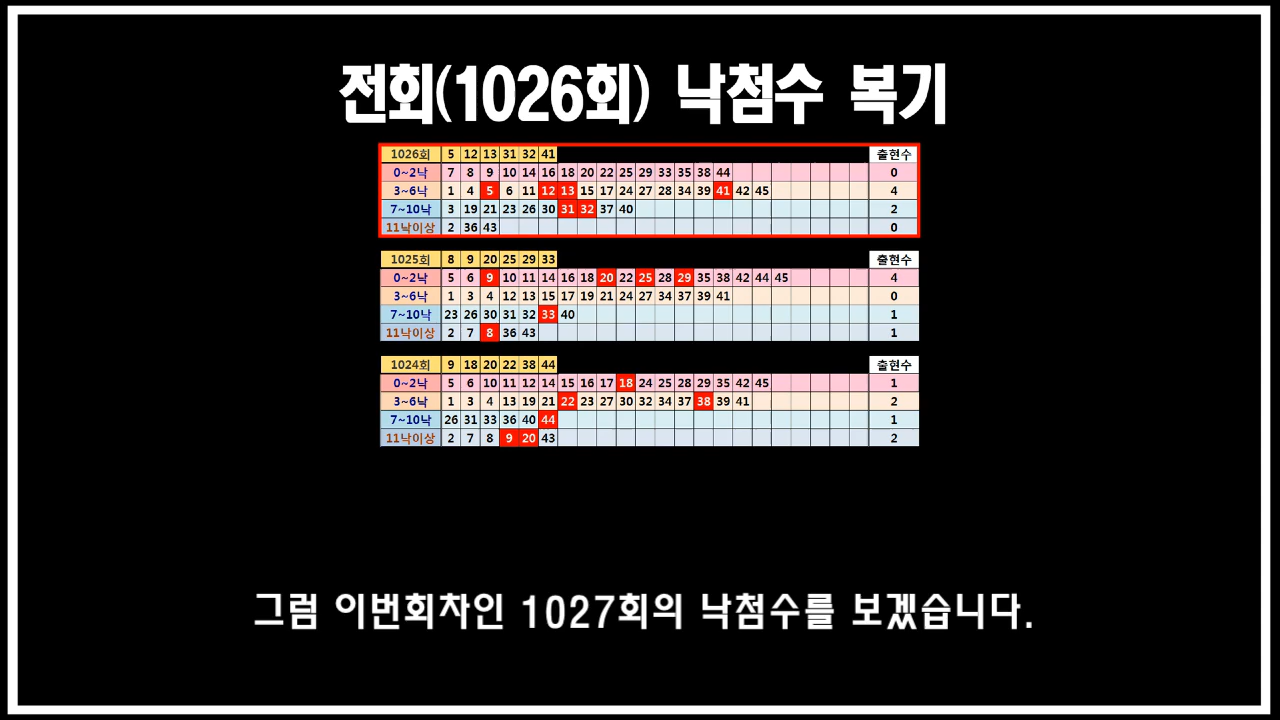 전회(1026회) 낙첨수 복기
1026회 5 12 13 31 32 41 출현수
0~2낙 7 8 9 10 14 16 18 20 22 25 29 33 35 38 44 0
3~6낙 1 4 5 6 11 12 13 15 17 24 27 28 34 39 41 42 45 4
7~10낙 3 19 21 23 26 30 31 32 37 40 2
11낙이상 2 36 43 0
1025회 8 9 20 25 29 33 출현수
0~2낙 5 6 9 10 11 14 16 18 20 22 25 28 29 35 38 42 44 45 4
3~6낙 1 3 4 12 13 15 17 19 21 24 27 34 37 39 41 0
7~10낙 23 26 30 31 32 33 40 1
11낙이상 2 7 8 36 43 1
1024회 9 18 20 22 38 44 출현수
0~2낙 5 6 10 11 12 14 15 16 17 18 24 25 28 29 35 42 45 1
3~6낙 1 3 4 13 19 21 22 23 27 30 32 34 37 38 39 41 2
7~10낙 26 31 33 36 40 44 1
11낙이상 2 7 8 9 20 43 2
그럼 이번회차인 1027회의 낙첨수를 보겠습니다.